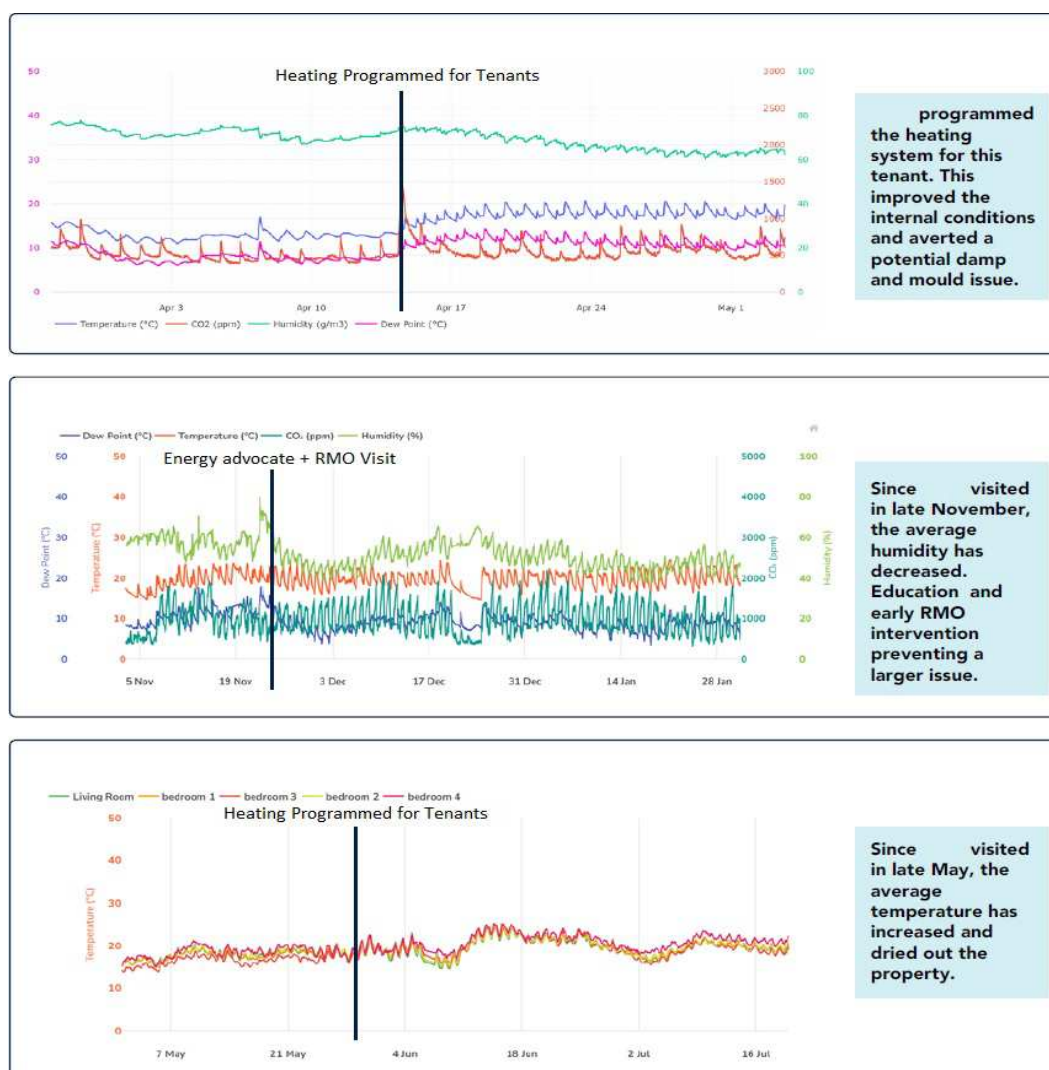 Heating Programmed for Tenants
50 3000 100
40 2500 80
30 2000 60
20 1500 40
10 20
0 0 0
Apr 3 Apr 10 Apr 17 Apr 24 May 1
Temperature (°C) CO2 (ppm) Humidity (g/m3) Dew Point (°C)
programmed
the heating
system for this
tenant. This
improved the
internal conditions
and averted a
potential damp
and mould issue.
Dew Point (°C) Temperature (°C) CO₂ (ppm) Humidity (%)
Energy advocate + RMO Visit
50 50 5000 100
40 40 4000 80
30 30 3000 60
20 20 2000 40
10 10 1000 20
0 0 0 0
Dew Point (°C)
Temperature (°C)
CO₂ (ppm)
Humidity (%)
5 Nov 19 Nov 3 Dec 17 Dec 31 Dec 14 Jan 28 Jan
Since visited
in late November,
the average
humidity has
decreased.
Education and
early RMO
intervention
preventing a
larger issue.
Living Room bedroom 1 bedroom 3 bedroom 2 bedroom 4
Heating Programmed for Tenants
50
40
30
20
10
0
Temperature (°C)
7 May 21 May 4 Jun 18 Jun 2 Jul 16 Jul
Since visited
in late May, the
average
temperature has
increased and
dried out the
property.